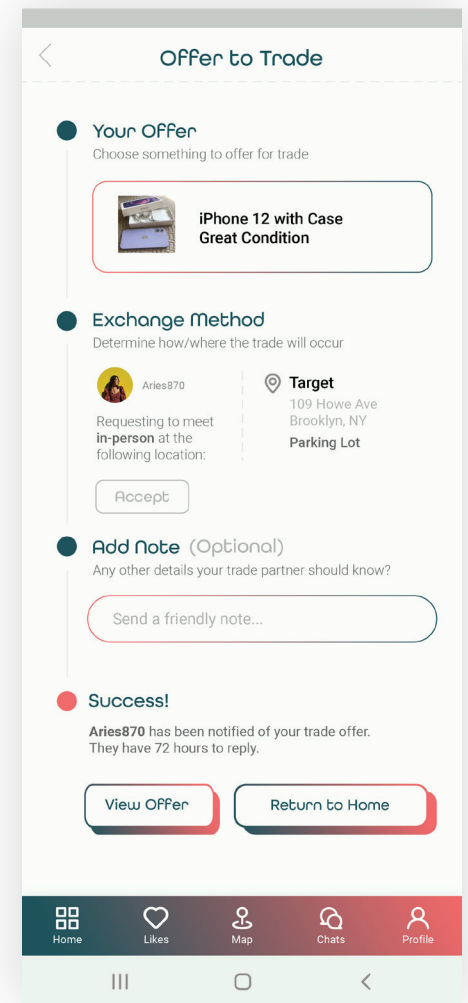 Offer to Trade
Your Offer
Choose something to offer for trade
iPhone 12 with Case
Great Condition
Exchange Method
Determine how/where the trade will occur
Aries870
Requesting to meet
in-person at the
following location:
Accept
Target
109 Howe Ave
Brooklyn, NY
Parking Lot
Add Note (Optional)
Any other details your trade partner should know?
Send a friendly note...
Success!
Aries870 has been notified of your trade offer.
They have 72 hours to reply.
View Offer
Return to Home
Home
Likes
Map
Chats
Profile